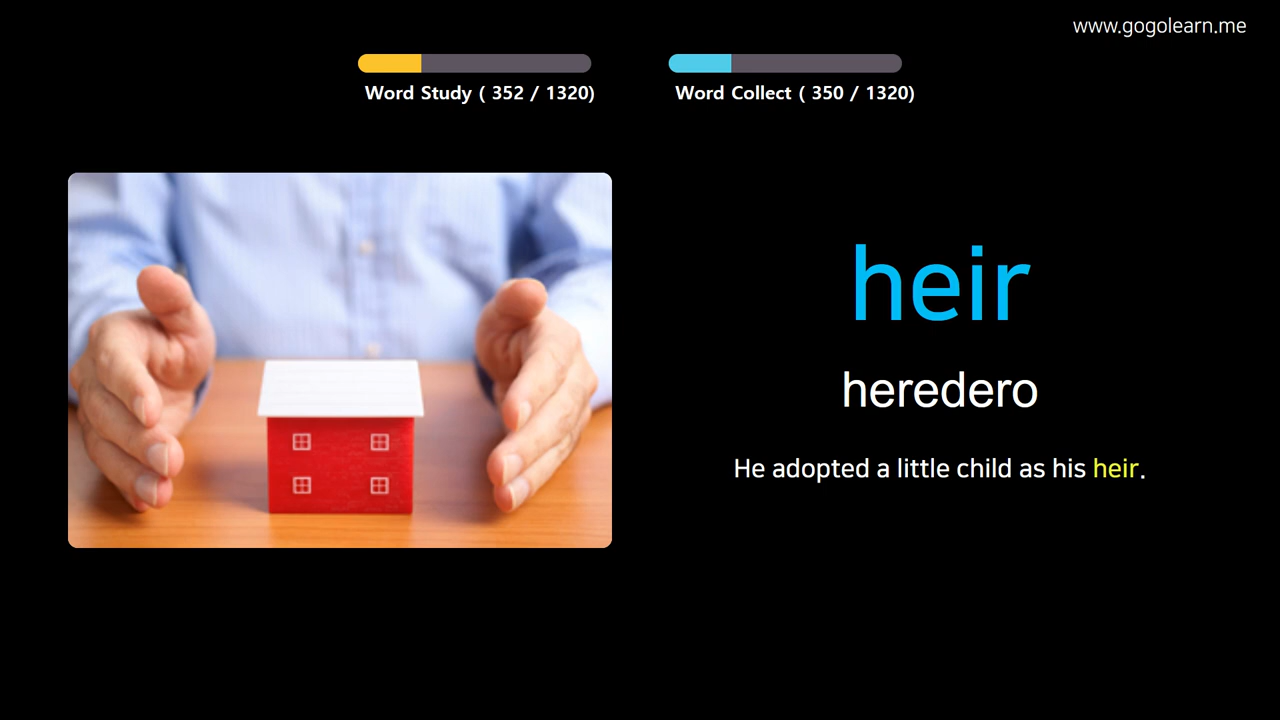 www.gogolearn.me
Word Study ( 352 / 1320)
Word Collect ( 350 / 1320)
heir
heredero
He adopted a little child as his heir.